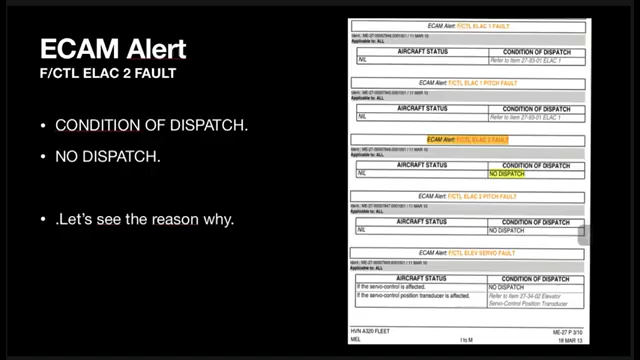 ECAM Alert
F/CTL ELAC 2 FAULT
• CONDITION OF DISPATCH.
• NO DISPATCH.
• .Let's see the reason why.
ECAM Alert: F/CTL ELAC 1 FAULT
Applicable to: ALL
AIRCRAFT STATUS CONDITION OF DISPATCH
NIL Refer to Item 27-93-01 ELAC 1
ECAM Alert: F/CTL ELAC 1 PITCH FAULT
Applicable to: ALL
AIRCRAFT STATUS CONDITION OF DISPATCH
NIL Refer to Item 27-93-01 ELAC 1
ECAM Alert: F/CTL ELAC 2 FAULT
Applicable to: ALL
AIRCRAFT STATUS CONDITION OF DISPATCH
NIL NO DISPATCH
ECAM Alert: F/CTL ELAC 2 PITCH FAULT
Applicable to: ALL
AIRCRAFT STATUS CONDITION OF DISPATCH
NIL NO DISPATCH
ECAM Alert: F/CTL ELEV SERVO FAULT
Applicable to: ALL
AIRCRAFT STATUS CONDITION OF DISPATCH
If the servo-control is affected. NO DISPATCH
If the servo-control position transducer is affected. Refer to Item 27-34-02 Elevator
Servo-Control Position Transducer
HVN A320 FLEET ME-27 P 3/10
MEL I to M 18 MAR 13